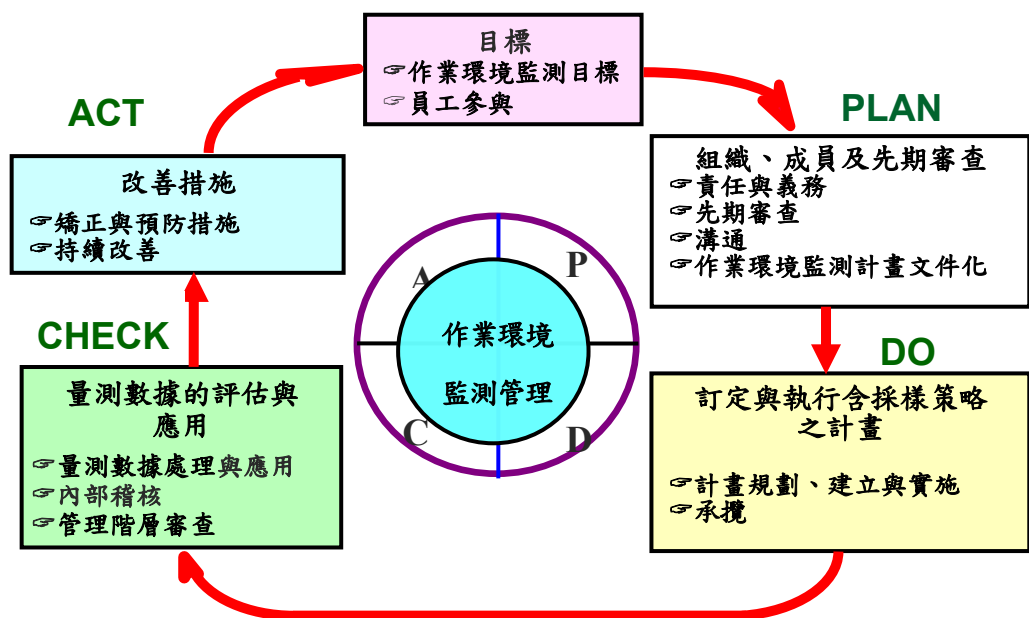 目標
☞作業環境監測目標
☞員工參與
ACT
PLAN
改善措施
☞矯正與預防措施
☞持續改善
組織、成員及先期審查
☞責任與義務
☞先期審查
☞溝通
☞作業環境監測計畫文件化
A
P
作業環境
監測管理
C
D
CHECK
DO
量測數據的評估與
應用
☞量測數據處理與應用
☞內部稽核
☞管理階層審查
訂定與執行含採樣策略
之計畫
☞計畫規劃、建立與實施
☞承攬